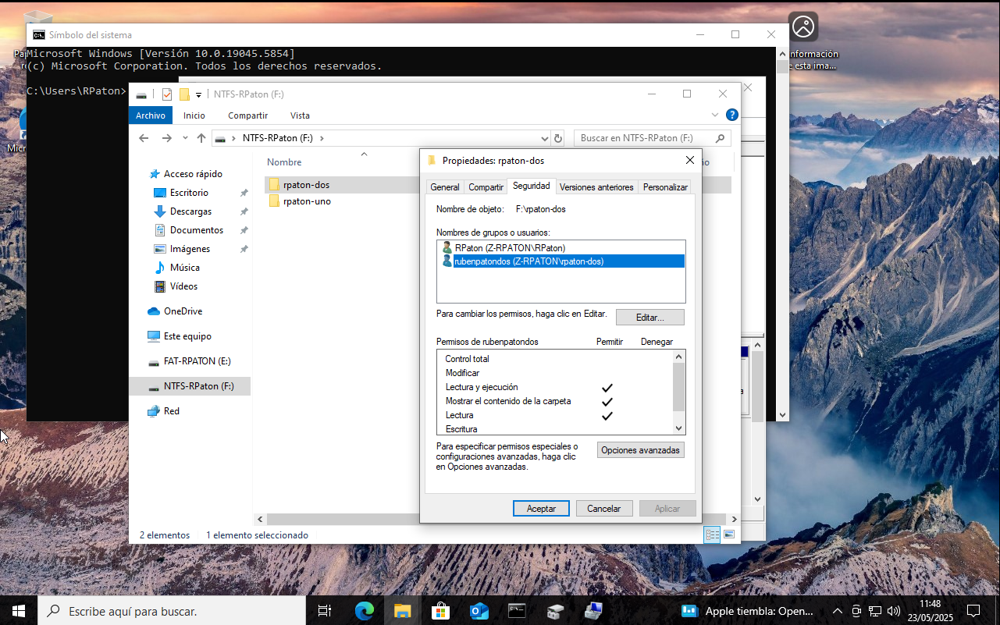 Símbolo del sistema
Microsoft Windows [Versión 10.0.19045.5854]
(c) Microsoft Corporation. Todos los derechos reservados.
C:\Users\RPaton>
nformación
e esta ima...
Micr
NTFS-RPaton (F:)
Archivo
Inicio
Compartir
Vista
NTFS-RPaton (F:)
Buscar en NTFS-RPaton (F:)
Acceso rápido
Escritorio
Descargas
Documentos
Imágenes
Música
Vídeos
OneDrive
Este equipo
FAT-RPATON (E:)
NTFS-RPaton (F:)
Red
Nombre
rpaton-dos
rpaton-uno
2 elementos
1 elemento seleccionado
Propiedades: rpaton-dos
General
Compartir
Seguridad
Versiones anteriores
Personalizar
Nombre de objeto: F:\rpaton-dos
Nombres de grupos o usuarios:
RPaton (Z-RPATON\RPaton)
rubenpatondos (Z-RPATON\rpaton-dos)
Para cambiar los permisos, haga clic en Editar.
Editar...
Permisos de rubenpatondos Permitir Denegar
Control total
Modificar
Lectura y ejecución
Mostrar el contenido de la carpeta
Lectura
Escritura
Para especificar permisos especiales o
configuraciones avanzadas, haga clic
en Opciones avanzadas.
Opciones avanzadas
Aceptar
Cancelar
Aplicar
Escribe aquí para buscar.
Apple tiembla: Open...
11:48
23/05/2025